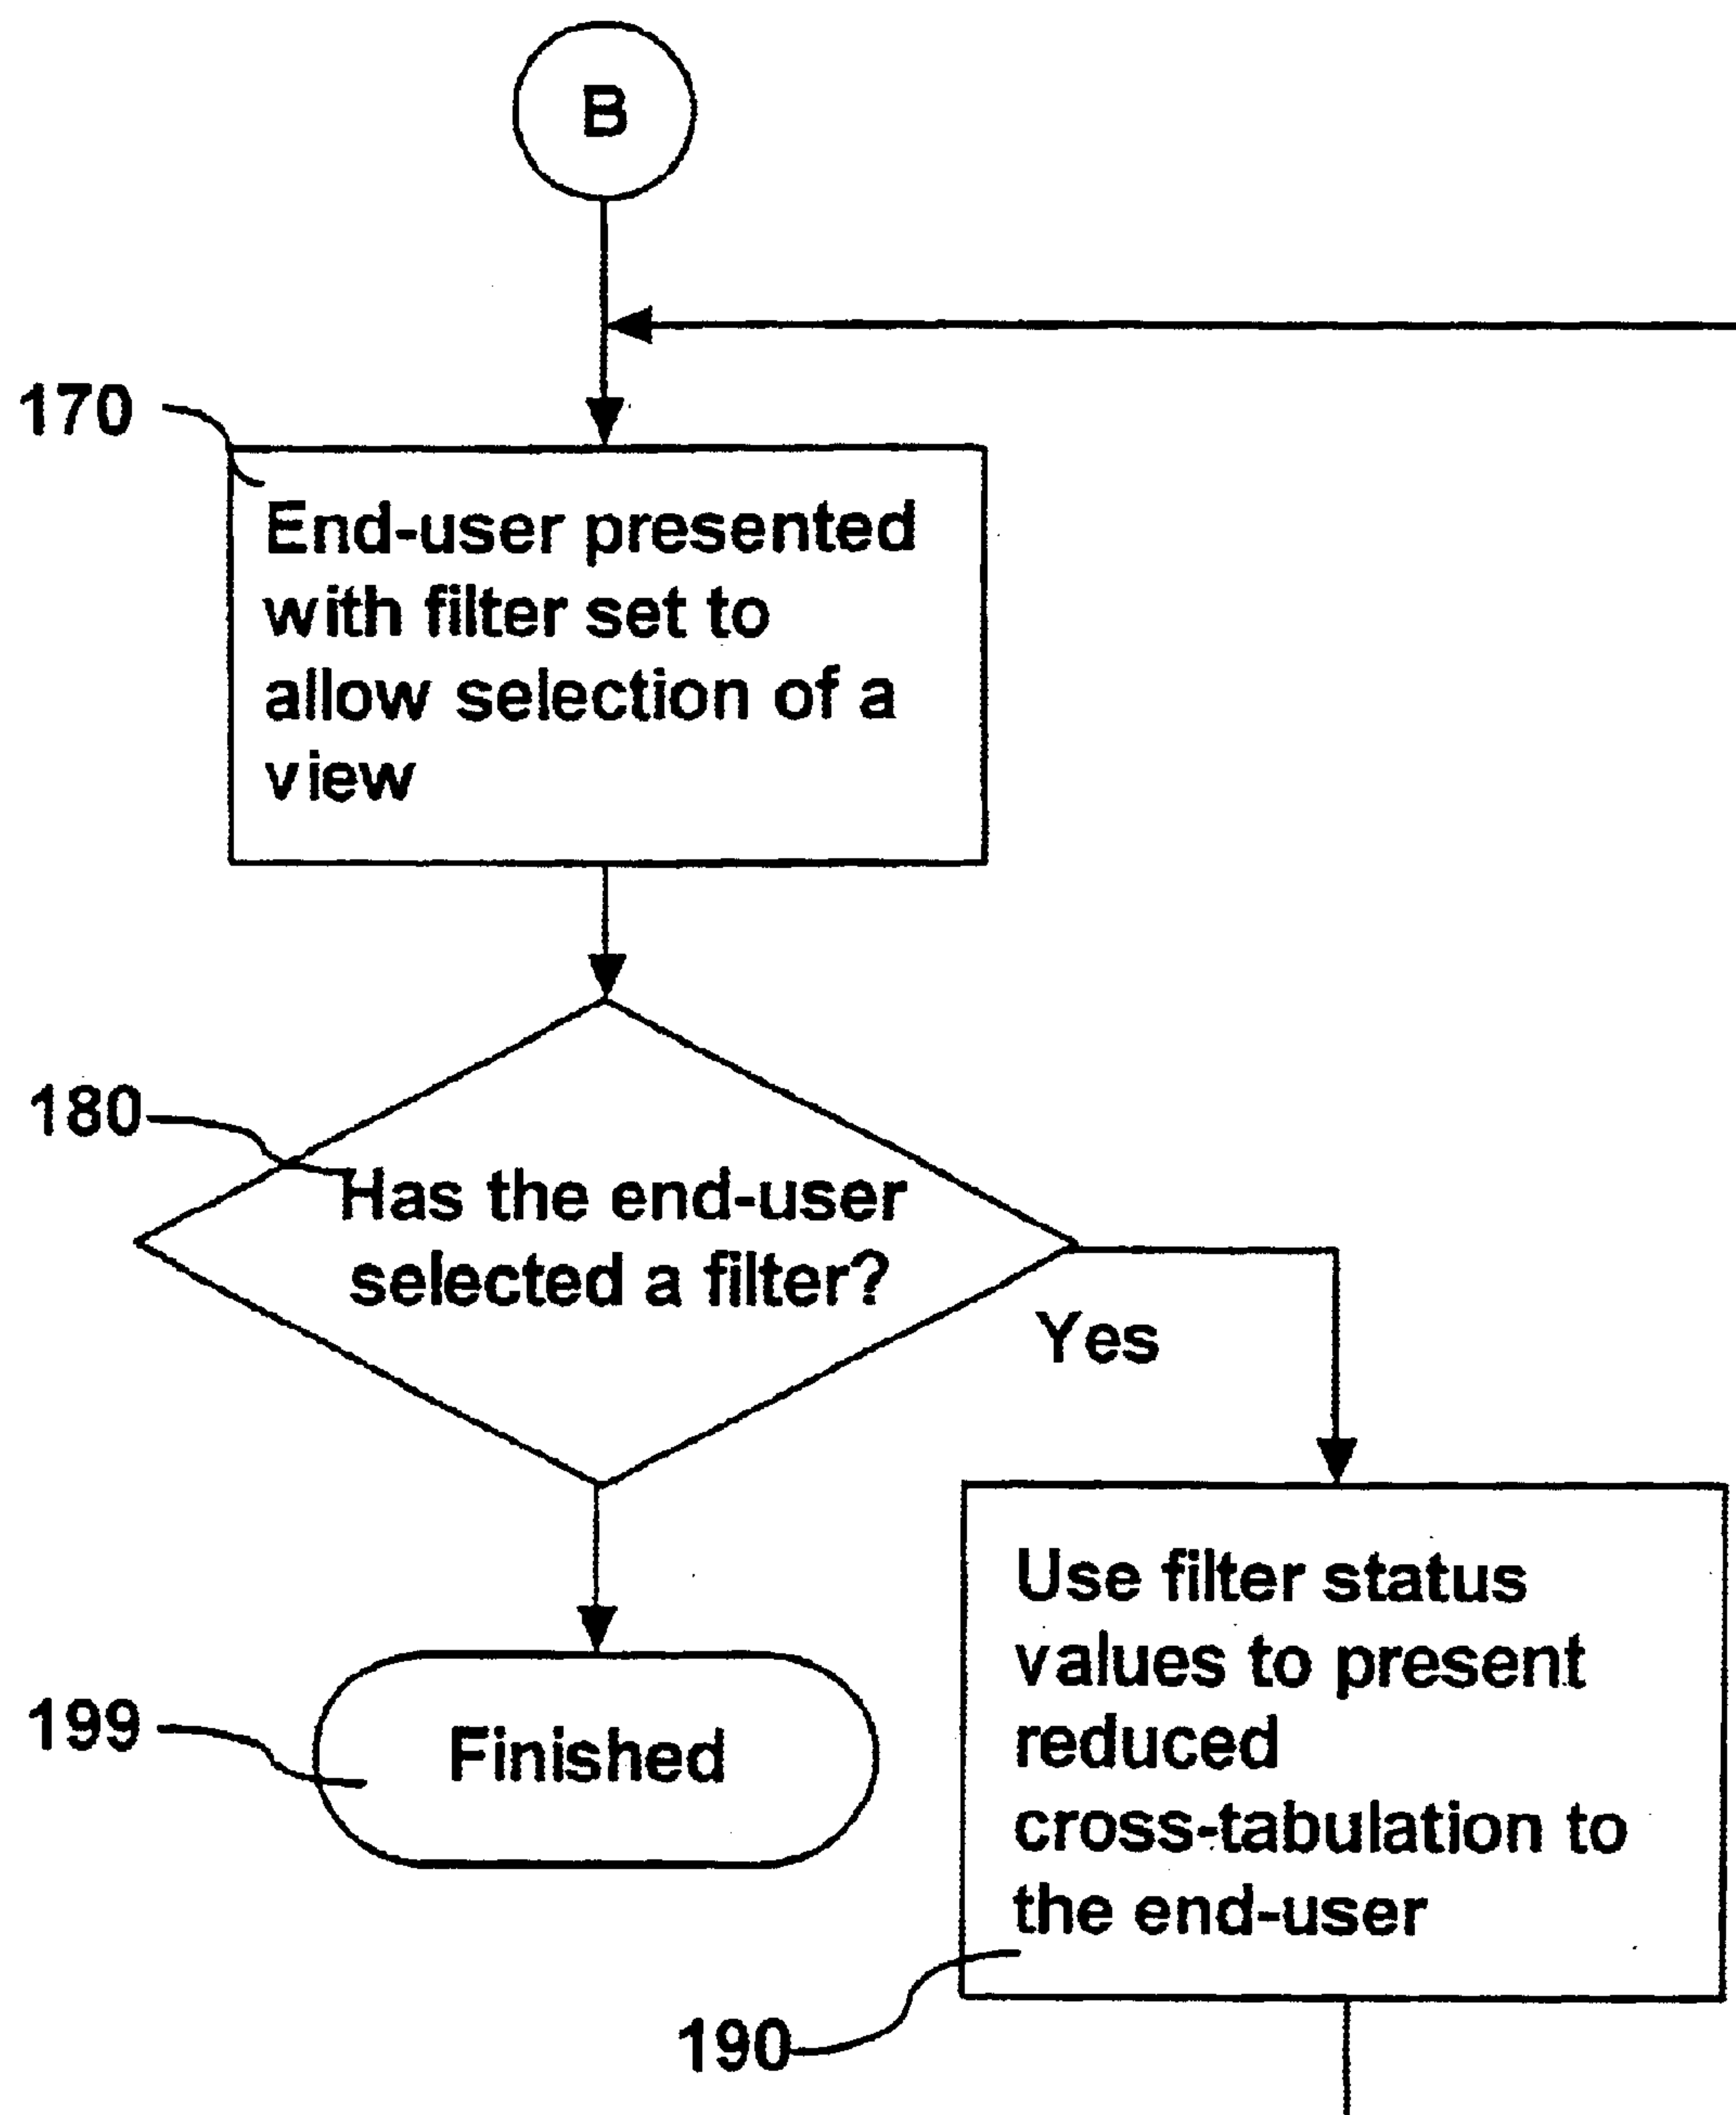 B
170
End-user presented
with filter set to
allow selection of a
view
180
Has the end-user
selected a filter?
Yes
199
Finished
Use filter status
values to present
reduced
cross-tabulation to
the end-user
190